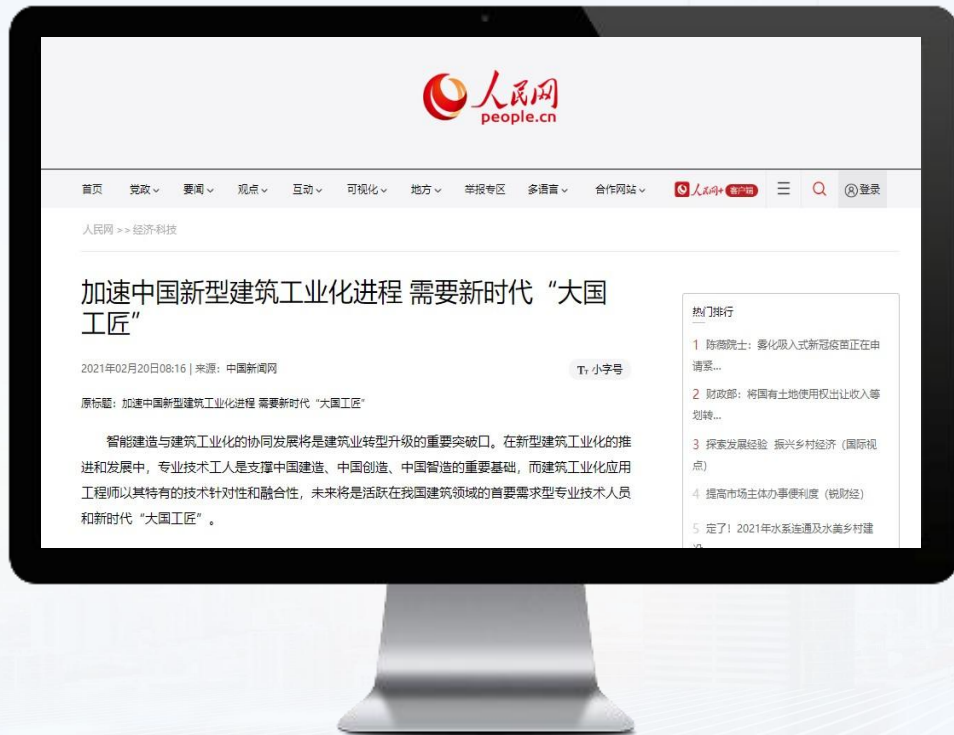 人民网
people.cn
首页 党政 要闻 观点 互动 可视化 地方 举报专区 多语言 合作网站 人民网+ 客户端 登录
人民网 >> 经济·科技
加速中国新型建筑工业化进程 需要新时代“大国
工匠”
2021年02月20日08:16 | 来源：中国新闻网
TT 小字号
原标题：加速中国新型建筑工业化进程 需要新时代“大国工匠”
智能建造与建筑工业化的协同发展将是建筑业转型升级的重要突破口。在新型建筑工业化的推
进和发展中，专业技术工人是支撑中国建造、中国创造、中国智造的重要基础，而建筑工业化应用
工程师以其特有的技术针对性和融合性，未来将是活跃在我国建筑领域的首要需求型专业技术人员
和新时代“大国工匠”。
热门排行
1 陈薇院士：雾化吸入式新冠疫苗正在申
请紧...
2 财政部：将国有土地使用权出让收入等
划转...
3 探索发展经验 振兴乡村经济（国际视
点）
4 提高市场主体办事便利度（锐财经）
5 定了！2021年水系连通及水美乡村建